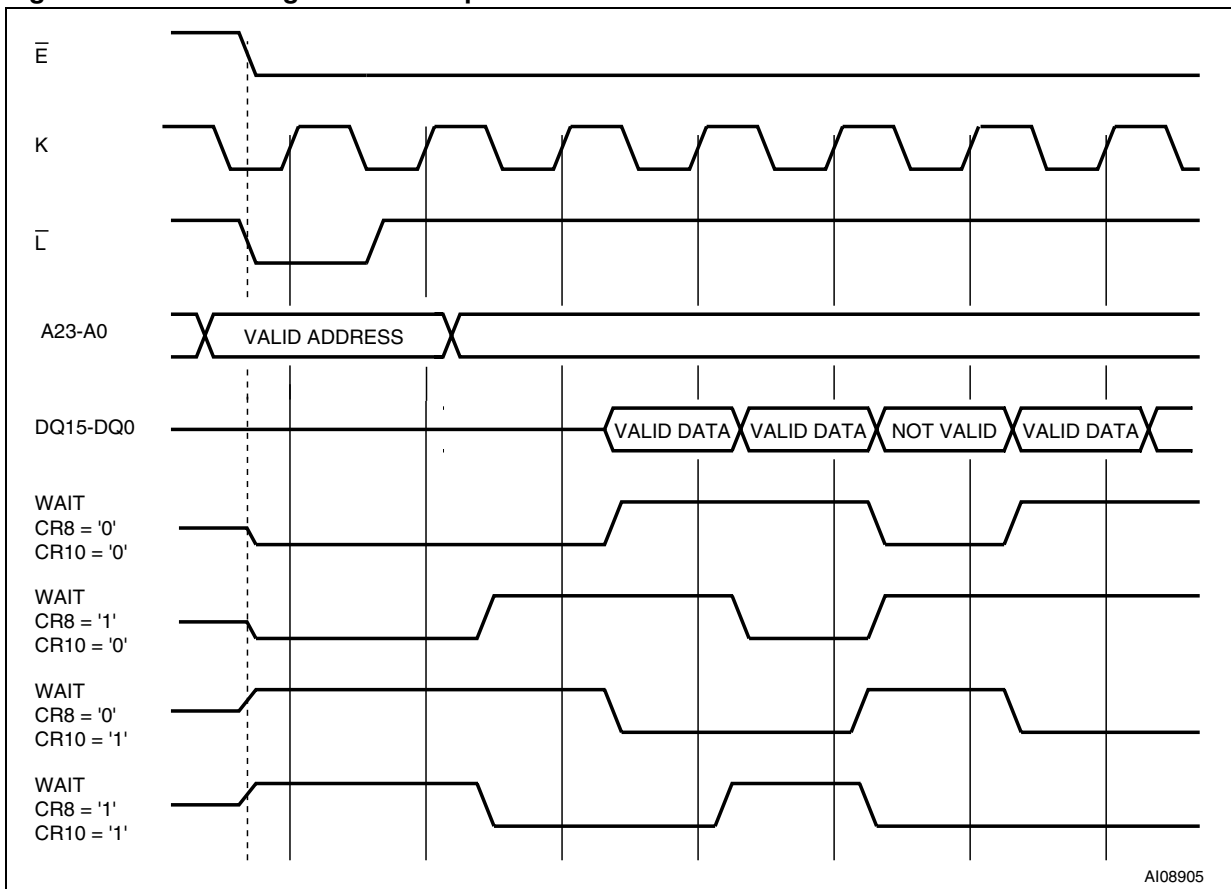 E
K
L
A23-A0
VALID ADDRESS
DQ15-DQ0
VALID DATA VALID DATA NOT VALID VALID DATA
WAIT
CR8 = '0'
CR10 = '0'
WAIT
CR8 = '1'
CR10 = '0'
WAIT
CR8 = '0'
CR10 = '1'
WAIT
CR8 = '1'
CR10 = '1'
AI08905